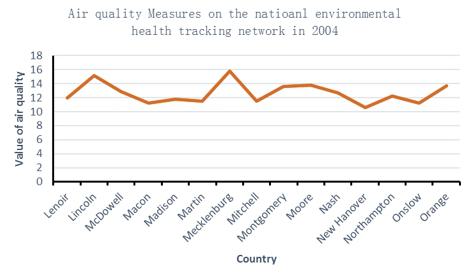 Air quality Measures on the natioanl environmental
health tracking network in 2004
Value of air quality
18
16
14
12
10
8
6
4
2
0
Lenoir
Lincoln
McDowell
Macon
Madison
Martin
Mecklenburg
Mitchell
Montgomery
Moore
Nash
New Hanover
Northampton
Onslow
Orange
Country